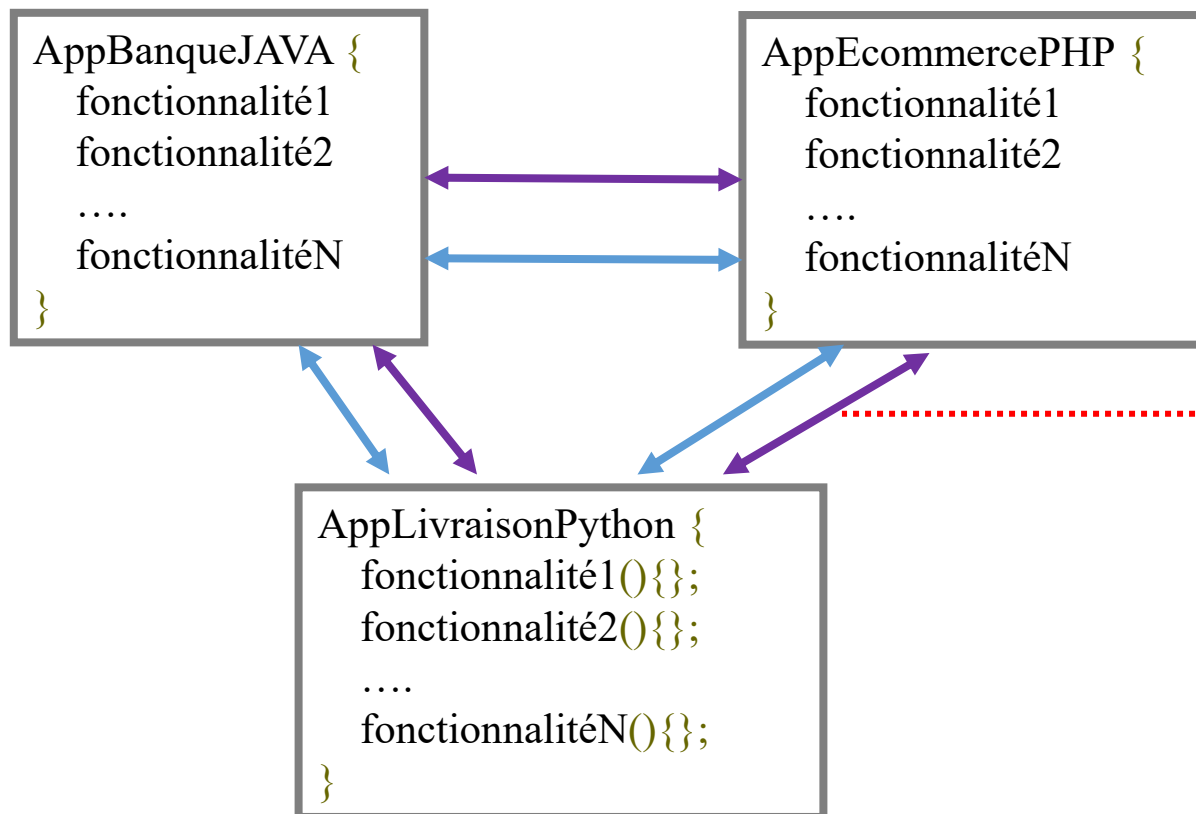 AppBanqueJAVA {
fonctionnalité1
fonctionnalité2
….
fonctionnalitéN
}
AppEcommercePHP {
fonctionnalité1
fonctionnalité2
….
fonctionnalitéN
}
AppLivraisonPython {
fonctionnalité1(){};
fonctionnalité2(){};
….
fonctionnalitéN(){};
}